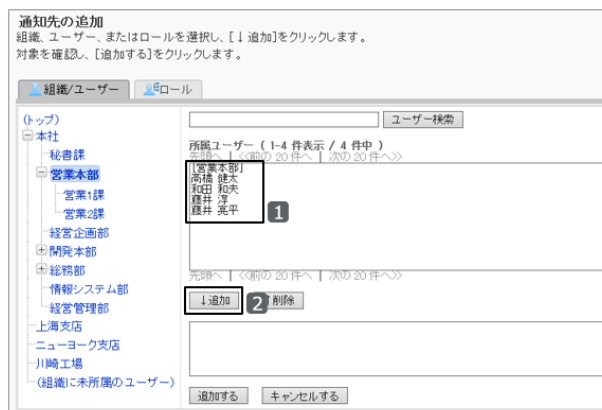 通知先の追加
組織、ユーザー、またはロールを選択し、[↓追加]をクリックします。
対象を確認し、[追加する]をクリックします。
組織/ユーザー
ロール
(トップ)
本社
秘書課
営業本部
営業1課
営業2課
経営企画部
開発本部
総務部
情報システム部
経営管理部
上海支店
ニューヨーク支店
川崎工場
(組織に未所属のユーザー)
ユーザー検索
所属ユーザー ( 1-4 件表示 / 4 件中 )
先頭へ | <<前の 20 件へ | 次の 20 件へ>>
[営業本部]
高橋 健太
和田 和夫
藤井 淳
藤井 亮平
1
先頭へ | <<前の 20 件へ | 次の 20 件へ>>
↓追加
2
削除
追加する
キャンセルする